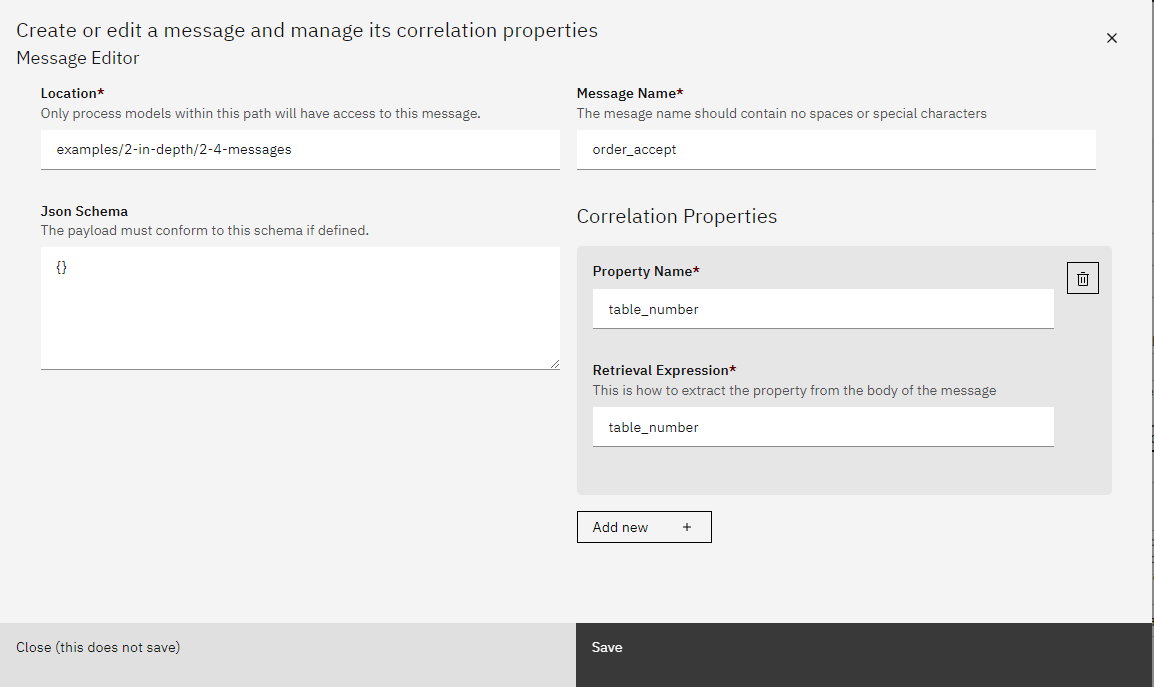 Create or edit a message and manage its correlation properties
Message Editor
Location*
Only process models within this path will have access to this message.
examples/2-in-depth/2-4-messages
Message Name*
The mesage name should contain no spaces or special characters
order_accept
Json Schema
The payload must conform to this schema if defined.
{}
Correlation Properties
Property Name*
table_number
Retrieval Expression*
This is how to extract the property from the body of the message
table_number
Add new +
Close (this does not save)
Save